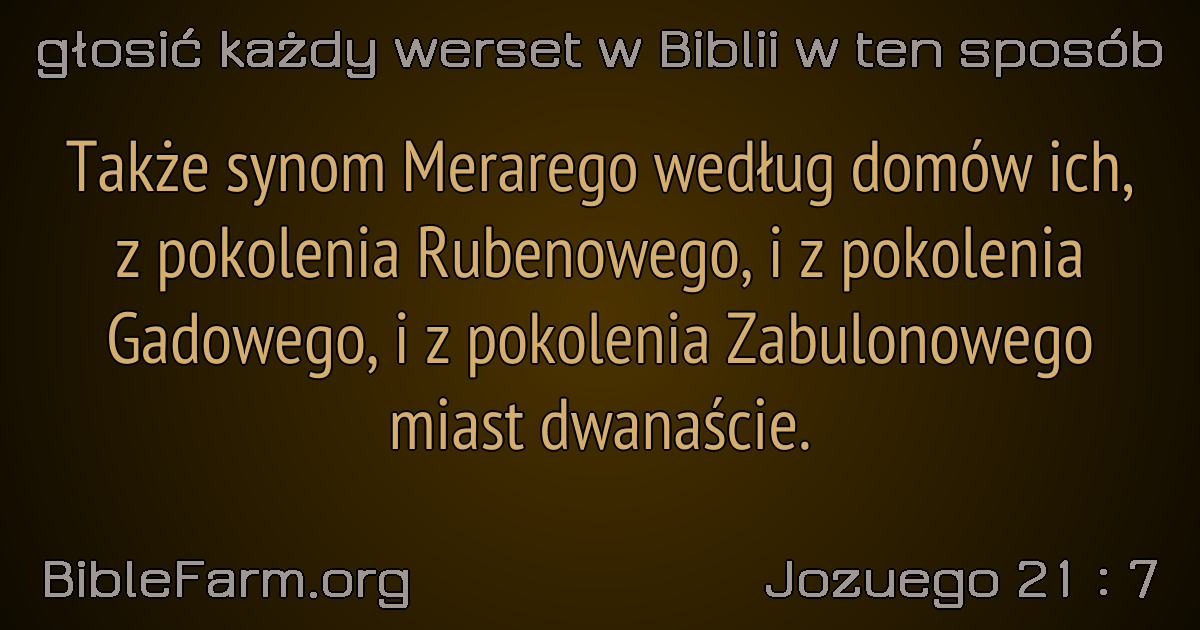 głosić każdy werset w Biblii w ten sposób
Także synom Merarego według domów ich,
z pokolenia Rubenowego, i z pokolenia
Gadowego, i z pokolenia Zabulonowego
miast dwanaście.
BibleFarm.org
Jozuego 21 : 7